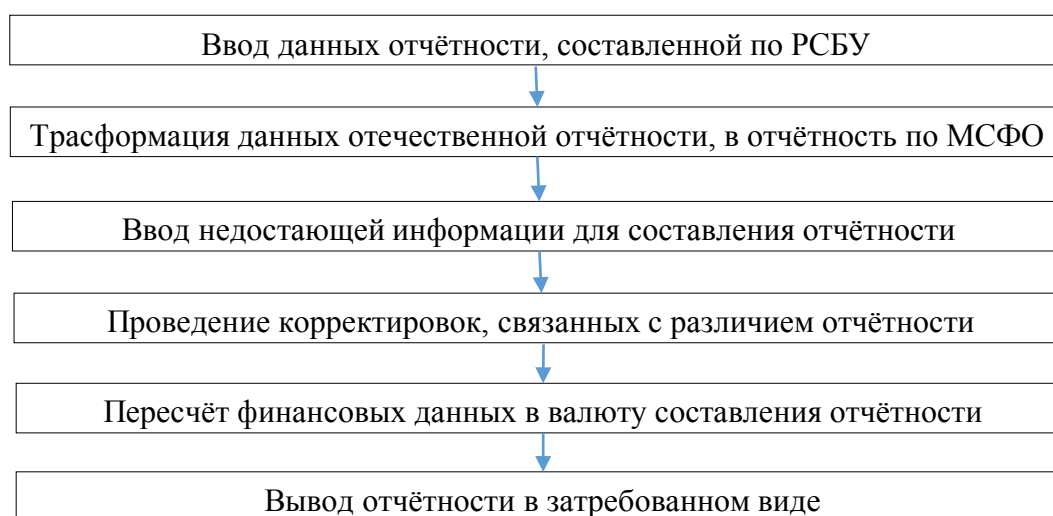 Ввод данных отчётности, составленной по РСБУ
Трасформация данных отечественной отчётности, в отчётность по МСФО
Ввод недостающей информации для составления отчётности
Проведение корректировок, связанных с различием отчётности
Пересчёт финансовых данных в валюту составления отчётности
Вывод отчётности в затребованном виде